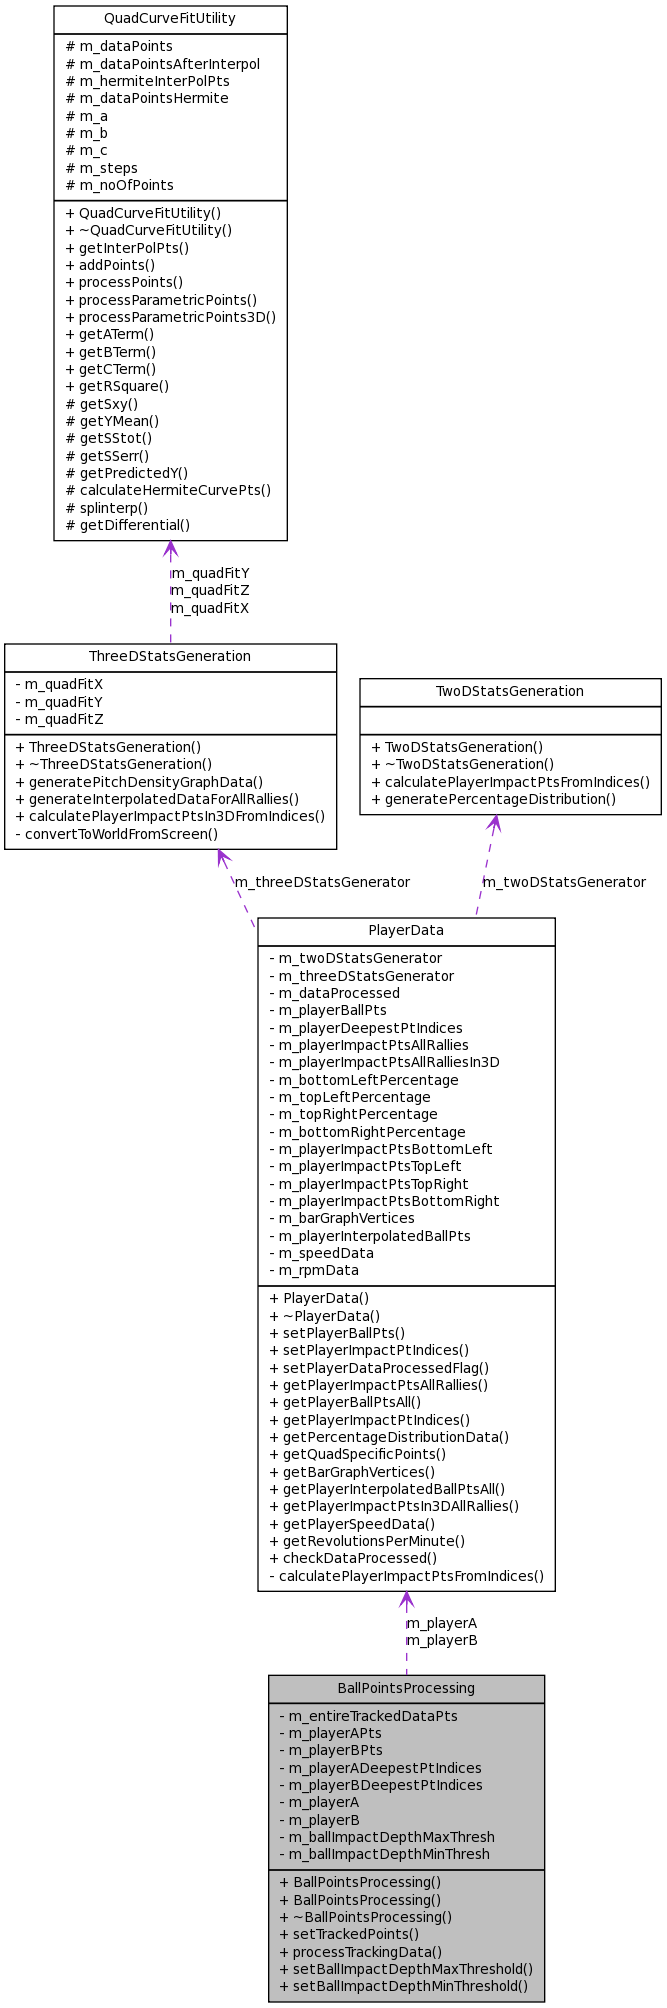 QuadCurveFitUtility
# m_dataPoints
# m_dataPointsAfterInterpol
# m_hermiteInterPolPts
# m_dataPointsHermite
# m_a
# m_b
# m_c
# m_steps
# m_noOfPoints
+ QuadCurveFitUtility()
+ ~QuadCurveFitUtility()
+ getInterPolPts()
+ addPoints()
+ processPoints()
+ processParametricPoints()
+ processParametricPoints3D()
+ getATerm()
+ getBTerm()
+ getCTerm()
+ getRSquare()
# getSxy()
# getYMean()
# getSStot()
# getSSerr()
# getPredictedY()
# calculateHermiteCurvePts()
# splinterp()
# getDifferential()
m_quadFitY
m_quadFitZ
m_quadFitX
ThreeDStatsGeneration
- m_quadFitX
- m_quadFitY
- m_quadFitZ
+ ThreeDStatsGeneration()
+ ~ThreeDStatsGeneration()
+ generatePitchDensityGraphData()
+ generateInterpolatedDataForAllRallies()
+ calculatePlayerImpactPtsIn3DFromIndices()
- convertToWorldFromScreen()
TwoDStatsGeneration
+ TwoDStatsGeneration()
+ ~TwoDStatsGeneration()
+ calculatePlayerImpactPtsFromIndices()
+ generatePercentageDistribution()
m_threeDStatsGenerator
m_twoDStatsGenerator
PlayerData
- m_twoDStatsGenerator
- m_threeDStatsGenerator
- m_dataProcessed
- m_playerBallPts
- m_playerDeepestPtIndices
- m_playerImpactPtsAllRallies
- m_playerImpactPtsAllRalliesIn3D
- m_bottomLeftPercentage
- m_topLeftPercentage
- m_topRightPercentage
- m_bottomRightPercentage
- m_playerImpactPtsBottomLeft
- m_playerImpactPtsTopLeft
- m_playerImpactPtsTopRight
- m_playerImpactPtsBottomRight
- m_barGraphVertices
- m_playerInterpolatedBallPts
- m_speedData
- m_rpmData
+ PlayerData()
+ ~PlayerData()
+ setPlayerBallPts()
+ setPlayerImpactPtIndices()
+ setPlayerDataProcessedFlag()
+ getPlayerImpactPtsAllRallies()
+ getPlayerBallPtsAll()
+ getPlayerImpactPtIndices()
+ getPercentageDistributionData()
+ getQuadSpecificPoints()
+ getBarGraphVertices()
+ getPlayerInterpolatedBallPtsAll()
+ getPlayerImpactPtsIn3DAllRallies()
+ getPlayerSpeedData()
+ getRevolutionsPerMinute()
+ checkDataProcessed()
- calculatePlayerImpactPtsFromIndices()
m_playerA
m_playerB
BallPointsProcessing
- m_entireTrackedDataPts
- m_playerAPts
- m_playerBPts
- m_playerADeepestPtIndices
- m_playerBDeepestPtIndices
- m_playerA
- m_playerB
- m_ballImpactDepthMaxThresh
- m_ballImpactDepthMinThresh
+ BallPointsProcessing()
+ BallPointsProcessing()
+ ~BallPointsProcessing()
+ setTrackedPoints()
+ processTrackingData()
+ setBallImpactDepthMaxThreshold()
+ setBallImpactDepthMinThreshold()